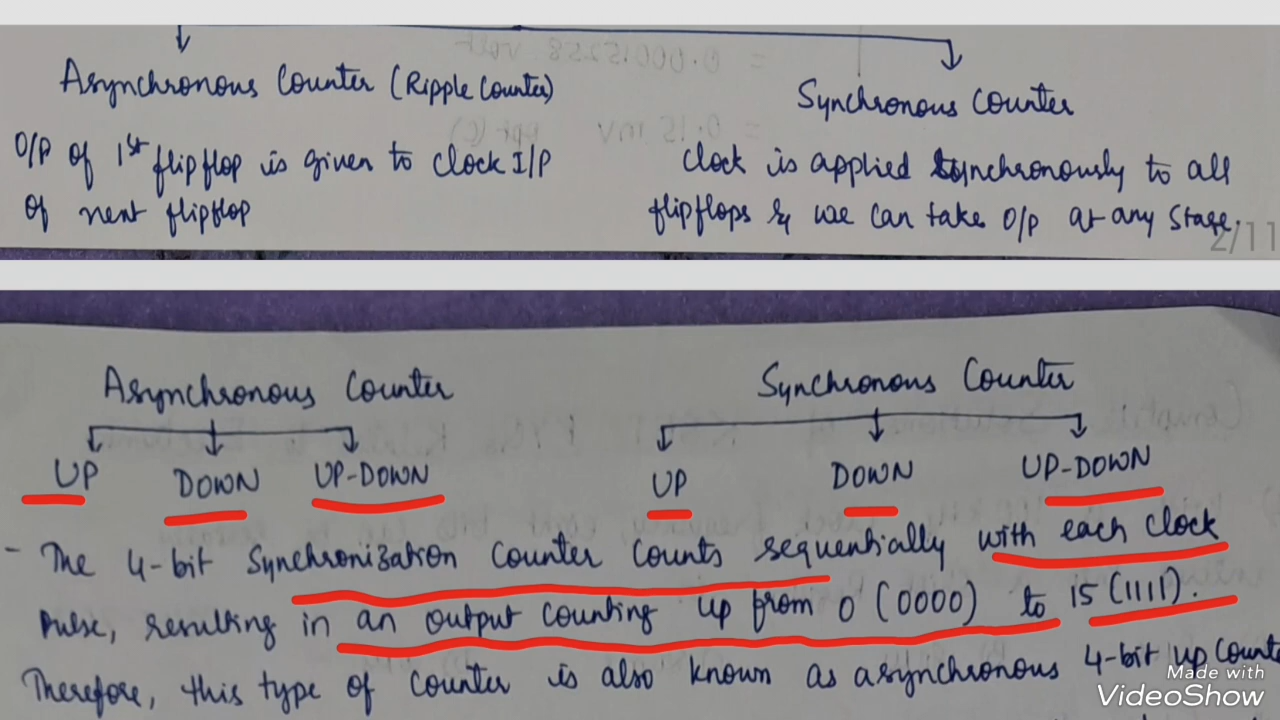 Asynchronous Counter (Ripple Counter)
O/P of 1st flipflop is given to clock I/P
of next flipflop
Synchronous Counter
Clock is applied Synchronously to all
flipflops & we can take O/P at any Stage.
2/11
Asynchronous Counter
UP DOWN UP-DOWN
Synchronous Counter
UP DOWN UP-DOWN
- The 4-bit Synchronization Counter Counts sequentially with each clock
Pulse, resulting in an output counting up from 0 (0000) to 15 (1111).
Therefore, this type of counter is also known as asynchronous 4-bit up counte
Made with
VideoShow